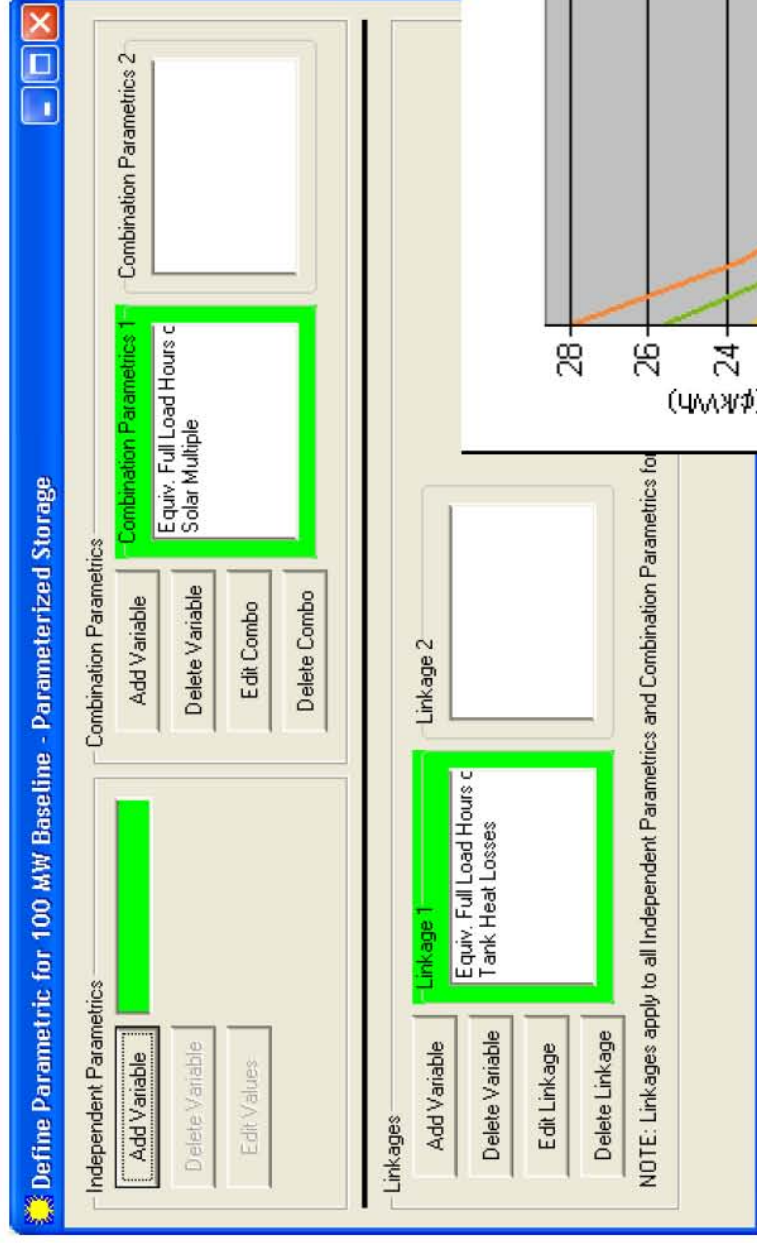 Define Parametric for 100 MW Baseline - Parameterized Storage
Independent Parametrics
Add Variable
Delete Variable
Edit Values
Combination Parametrics
Add Variable
Delete Variable
Edit Combo
Delete Combo
Combination Parametrics 1
Equiv. Full Load Hours c
Solar Multiple
Combination Parametrics 2
Linkages
Add Variable
Delete Variable
Edit Linkage
Delete Linkage
Linkage 1
Equiv. Full Load Hours c
Tank Heat Losses
Linkage 2
NOTE: Linkages apply to all Independent Parametrics and Combination Parametrics for
28
26
24
(¢/kWh)